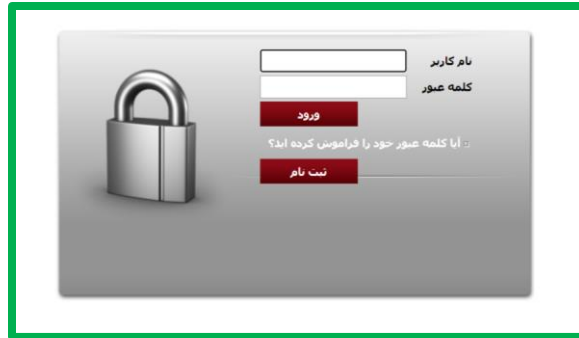 نام کاربر
کلمه عبور
ورود
آیا کلمه عبور خود را فراموش کرده اید؟
ثبت نام